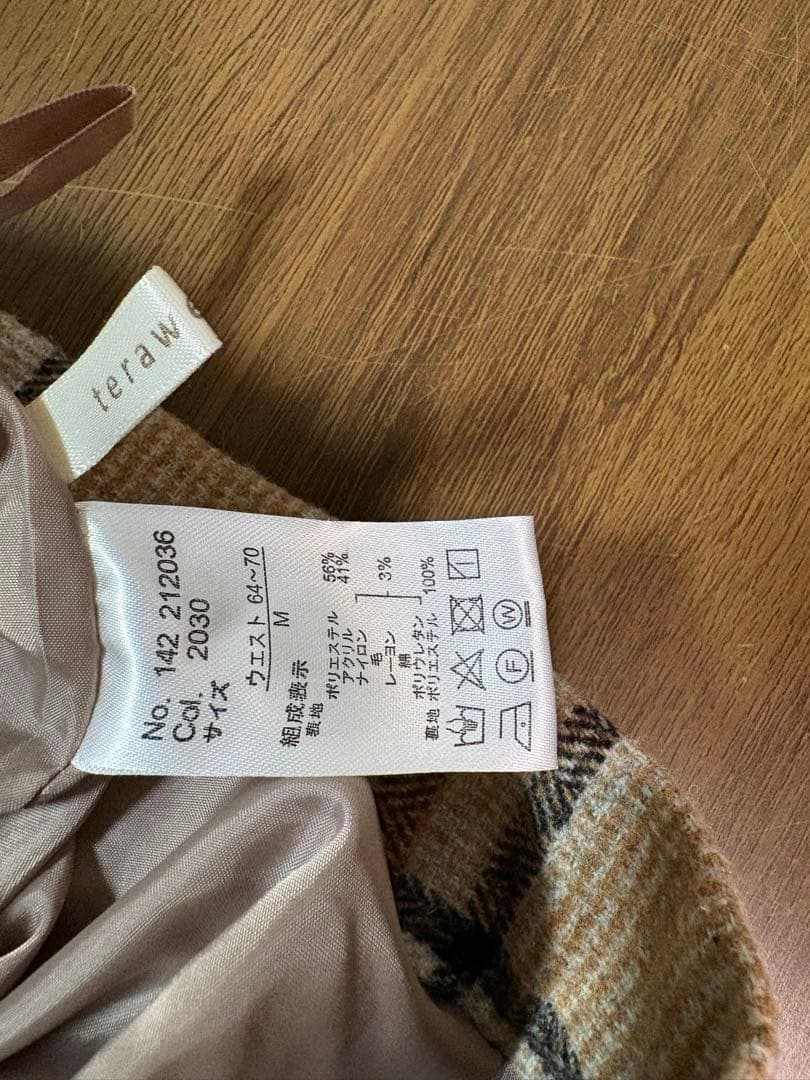 teraw
No. 142 212036
Col. 2030
サイズ
ウエスト 64~70
M
組成表示
表地
ポリエステル 56%
アクリル 41%
ナイロン
毛
レーヨン 3%
綿
ポリウレタン
裏地 ポリエステル 100%
F W